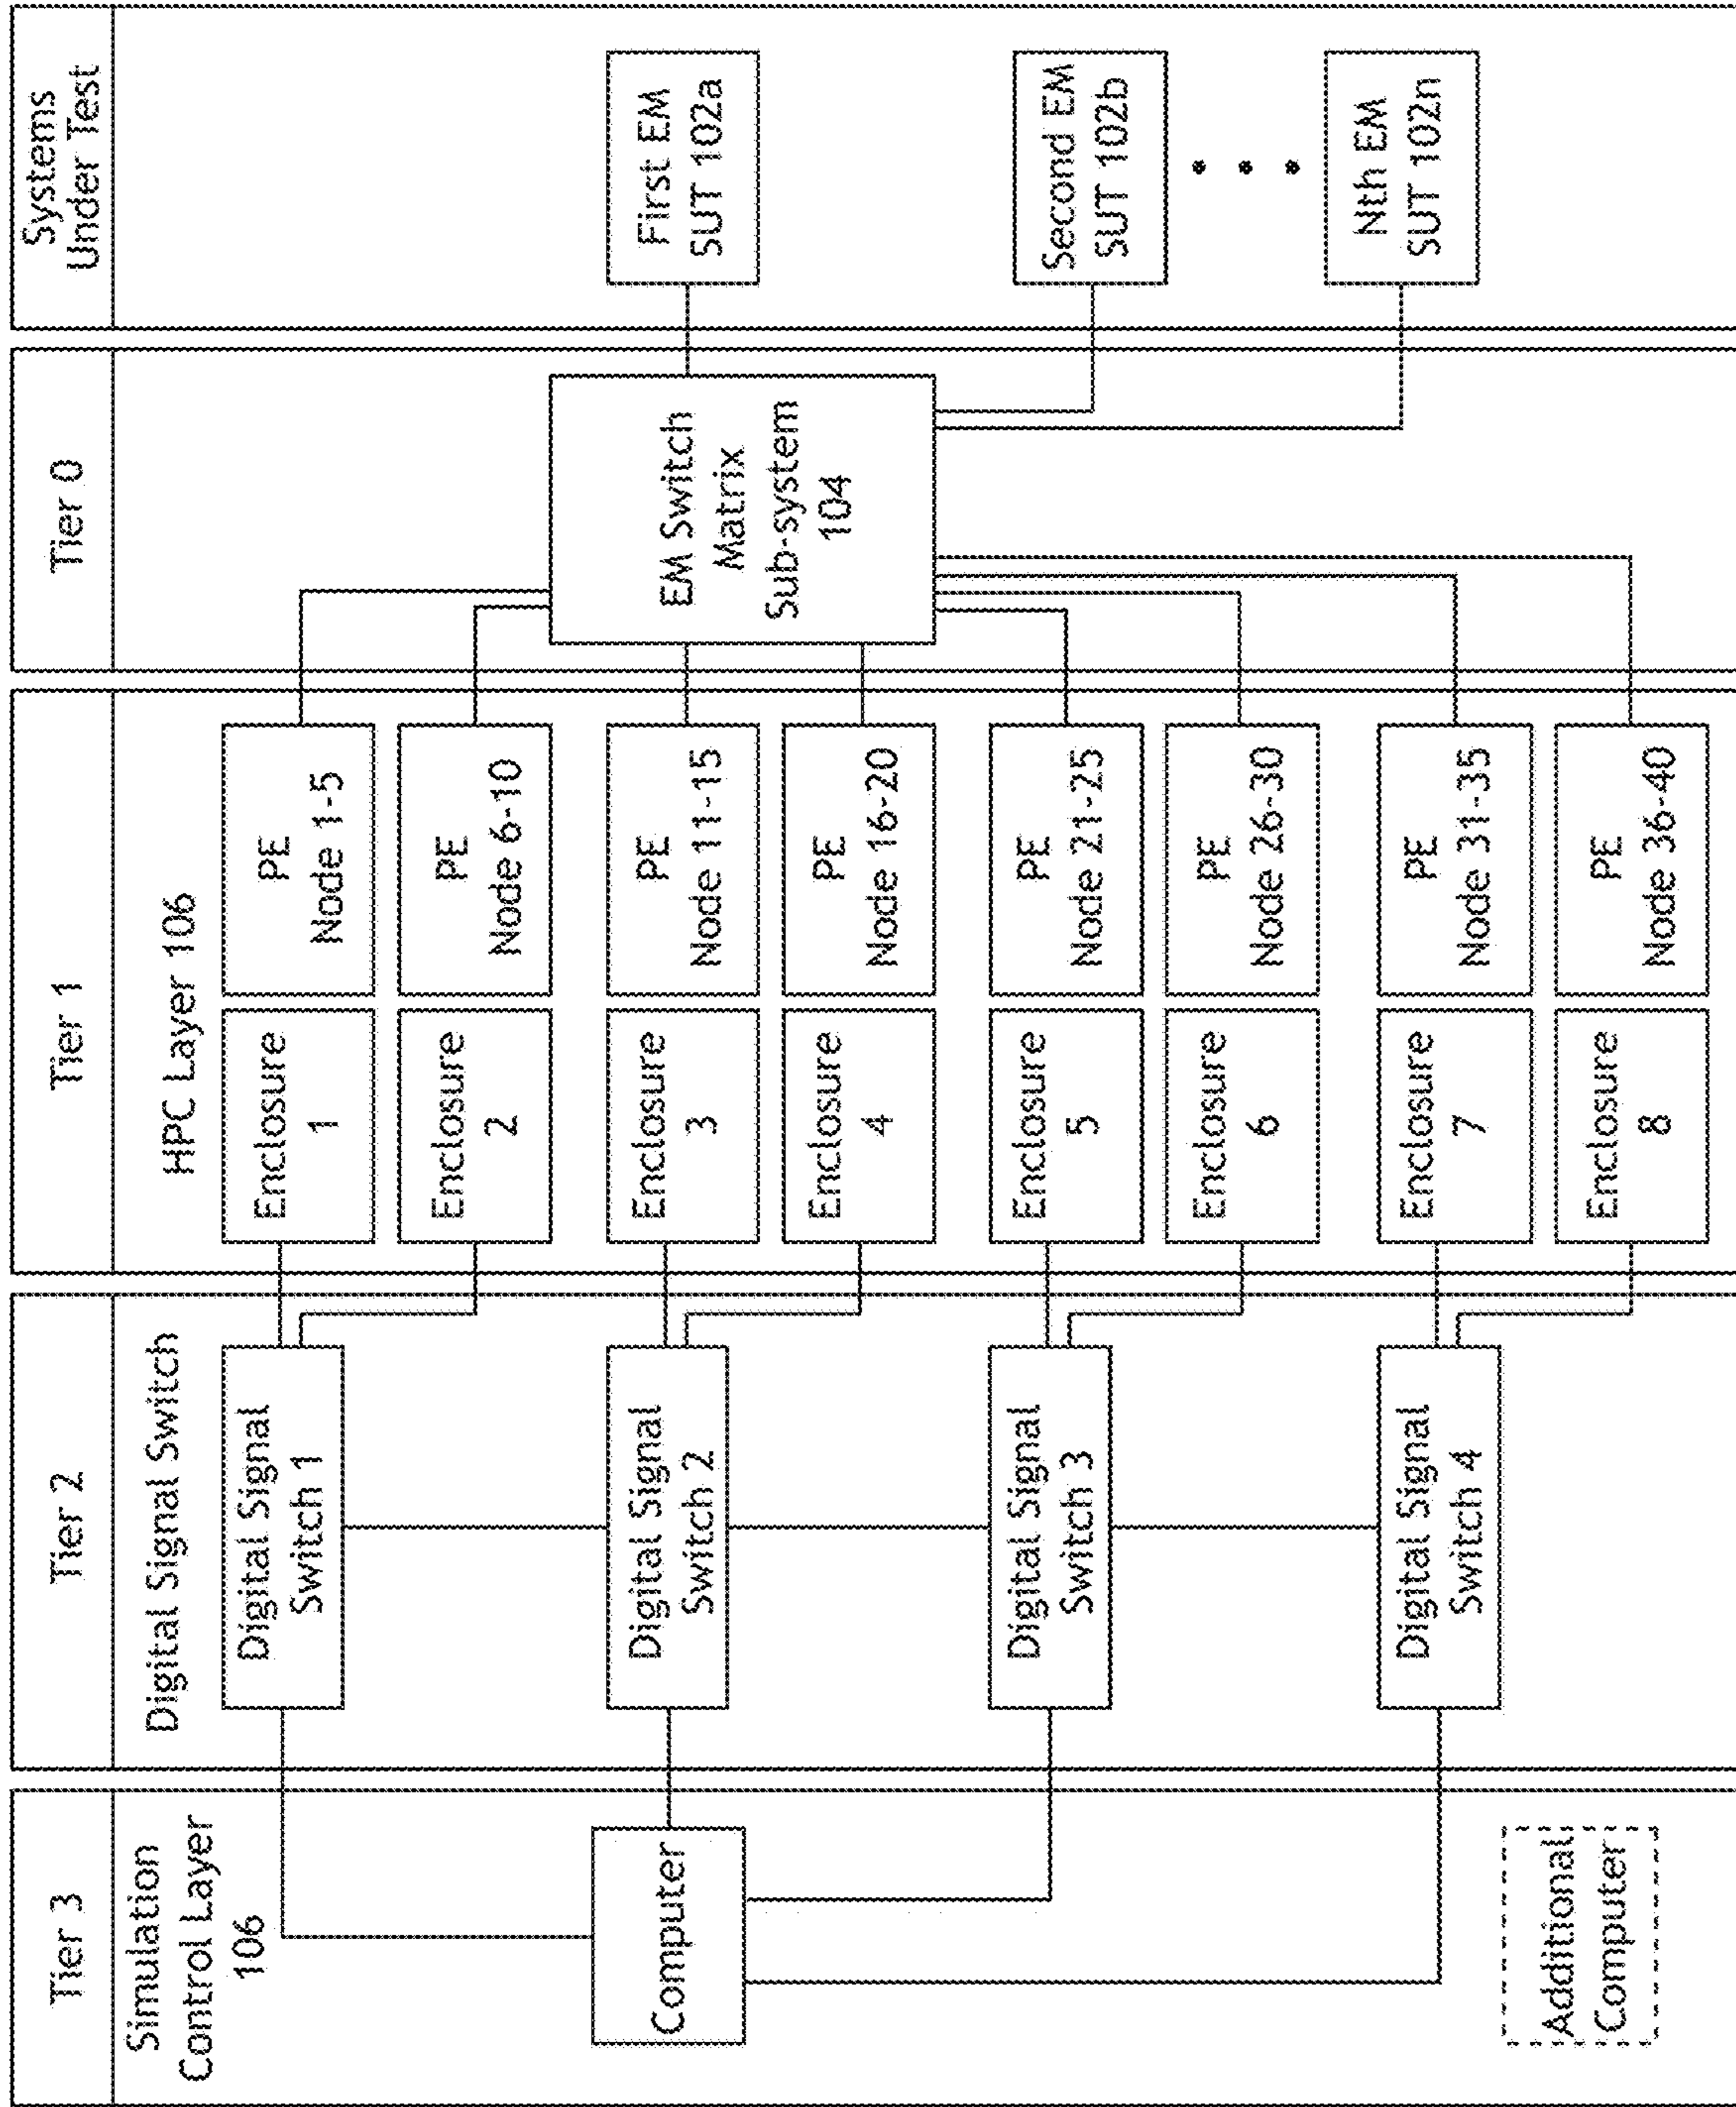 Tier 3
Simulation
Control Layer
106
Computer
Additional
Computer
Tier 2
Digital Signal Switch
Digital Signal
Switch 1
Digital Signal
Switch 2
Digital Signal
Switch 3
Digital Signal
Switch 4
Tier 1
HPC Layer 106
Enclosure
1
PE
Node 1-5
Enclosure
2
PE
Node 6-10
Enclosure
3
PE
Node 11-15
Enclosure
4
PE
Node 16-20
Enclosure
5
PE
Node 21-25
Enclosure
6
PE
Node 26-30
Enclosure
7
PE
Node 31-35
Enclosure
8
PE
Node 36-40
Tier 0
EM Switch
Matrix
Sub-system
104
Systems
Under Test
First EM
SUT 102a
Second EM
SUT 102b
Nth EM
SUT 102n